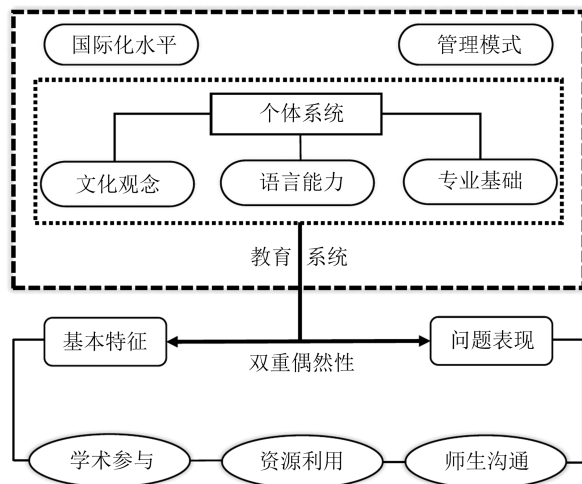 国际化水平
管理模式
个体系统
文化观念
语言能力
专业基础
教育 系统
基本特征
双重偶然性
问题表现
学术参与
资源利用
师生沟通